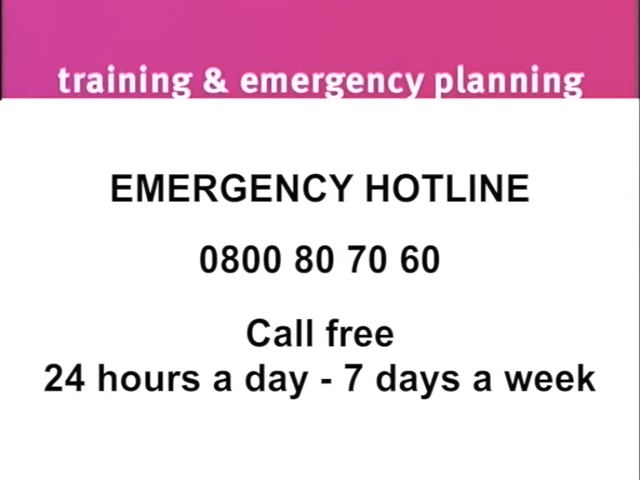 training & emergency planning
EMERGENCY HOTLINE
0800 80 70 60
Call free
24 hours a day - 7 days a week